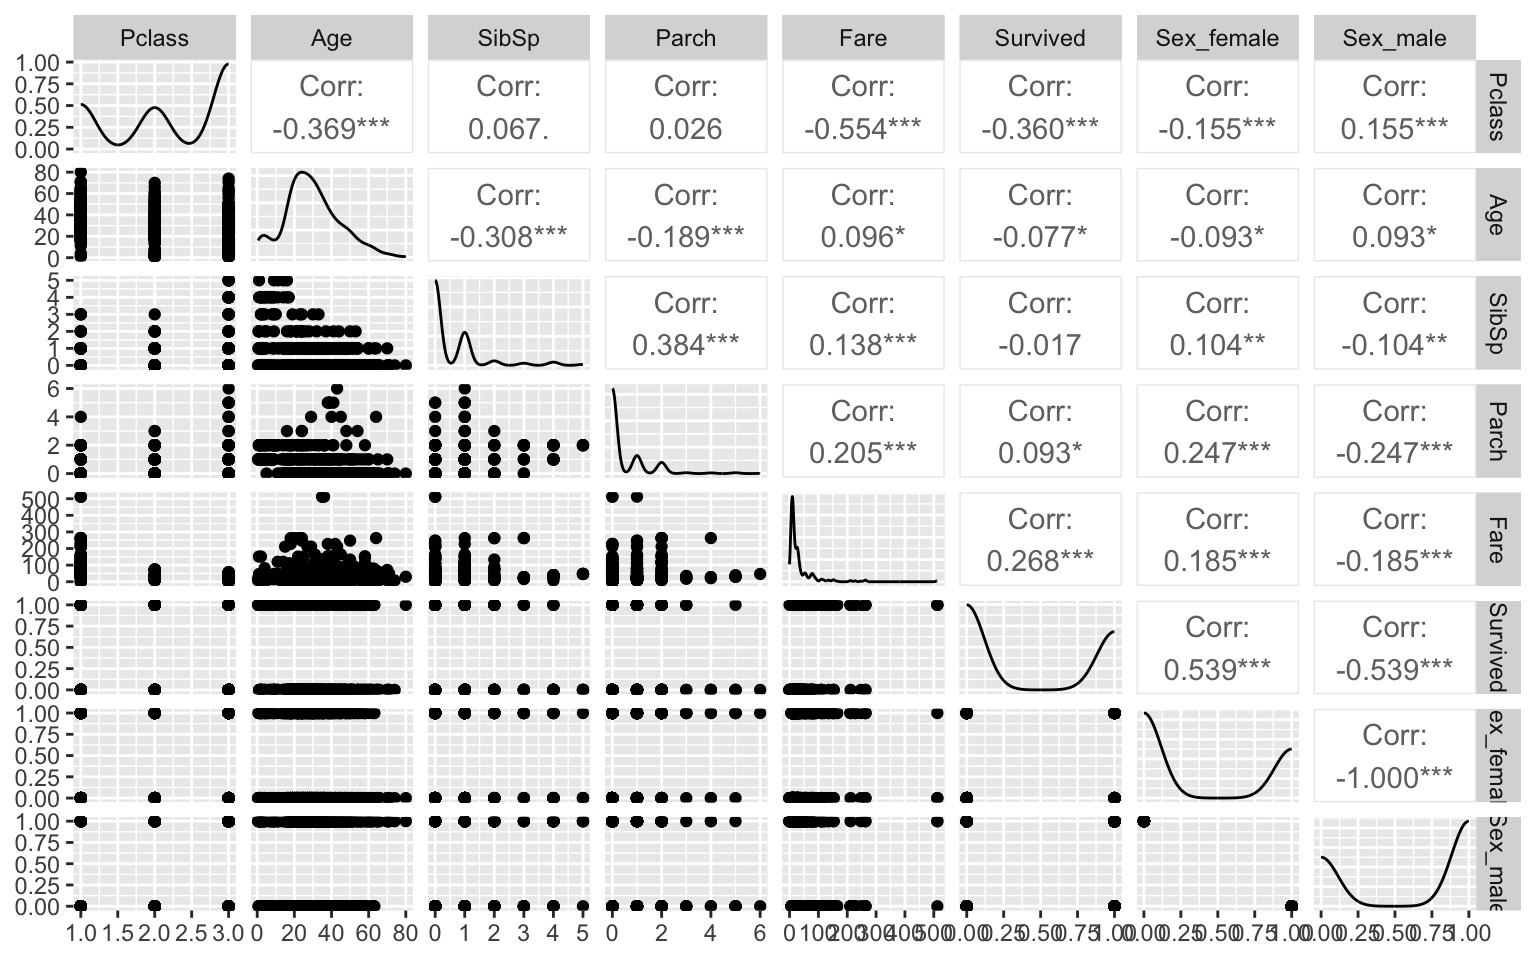 Pclass Age SibSp Parch Fare Survived Sex_female Sex_male
1.00
0.75
0.50
0.25
0.00
Corr:
-0.369***
Corr:
0.067.
Corr:
0.026
Corr:
-0.554***
Corr:
-0.360***
Corr:
-0.155***
Corr:
0.155***
Pclass
80
60
40
20
0
Corr:
-0.308***
Corr:
-0.189***
Corr:
0.096*
Corr:
-0.077*
Corr:
-0.093*
Corr:
0.093*
Age
5
4
3
2
1
0
Corr:
0.384***
Corr:
0.138***
Corr:
-0.017
Corr:
0.104**
Corr:
-0.104**
SibSp
6
4
2
0
Corr:
0.205***
Corr:
0.093*
Corr:
0.247***
Corr:
-0.247***
Parch
500
400
300
200
100
0
Corr:
0.268***
Corr:
0.185***
Corr:
-0.185***
Fare
1.00
0.75
0.50
0.25
0.00
Corr:
0.539***
Corr:
-0.539***
Survived
1.00
0.75
0.50
0.25
0.00
Corr:
-1.000***
ex_femal
1.00
0.75
0.50
0.25
0.00
Sex_male
1.0 1.5 2.0 2.5 3.0 0 20 40 60 80 0 1 2 3 4 5 0 2 4 6 0 100 200 300 400 500 0.00 0.25 0.50 0.75 1.00 0.00 0.25 0.50 0.75 1.00 0.00 0.25 0.50 0.75 1.00